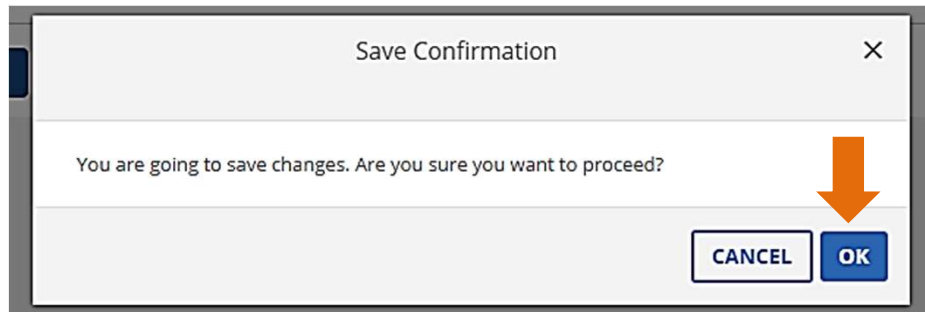 Save Confirmation
You are going to save changes. Are you sure you want to proceed?
CANCEL OK